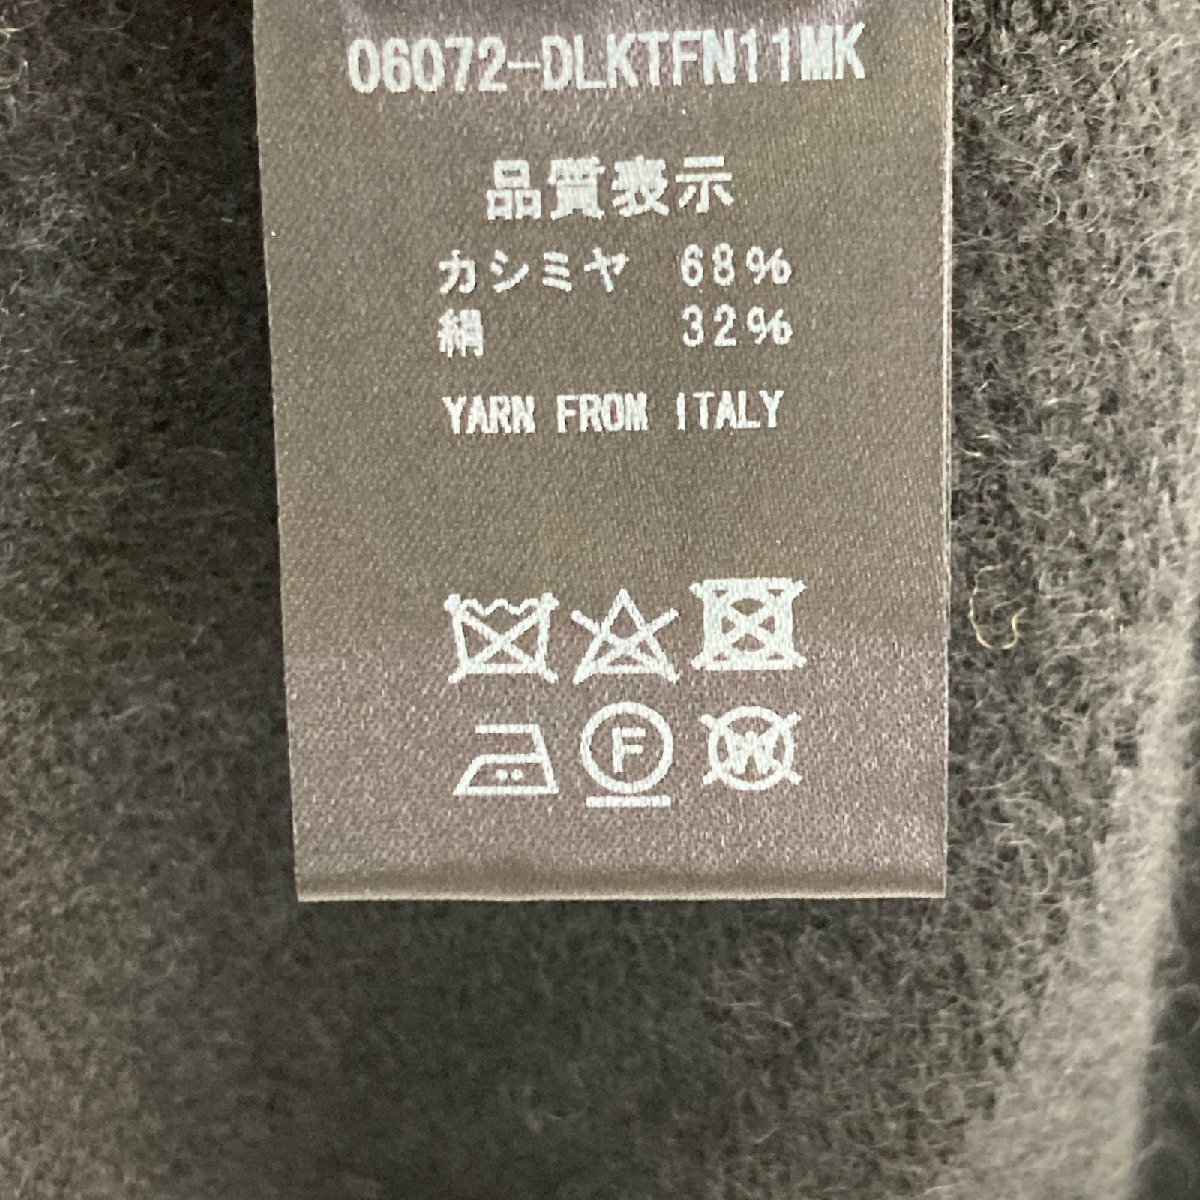 06072-DLKTFN11MK
品質表示
カシミヤ 68%
絹 32%
YARN FROM ITALY
F W